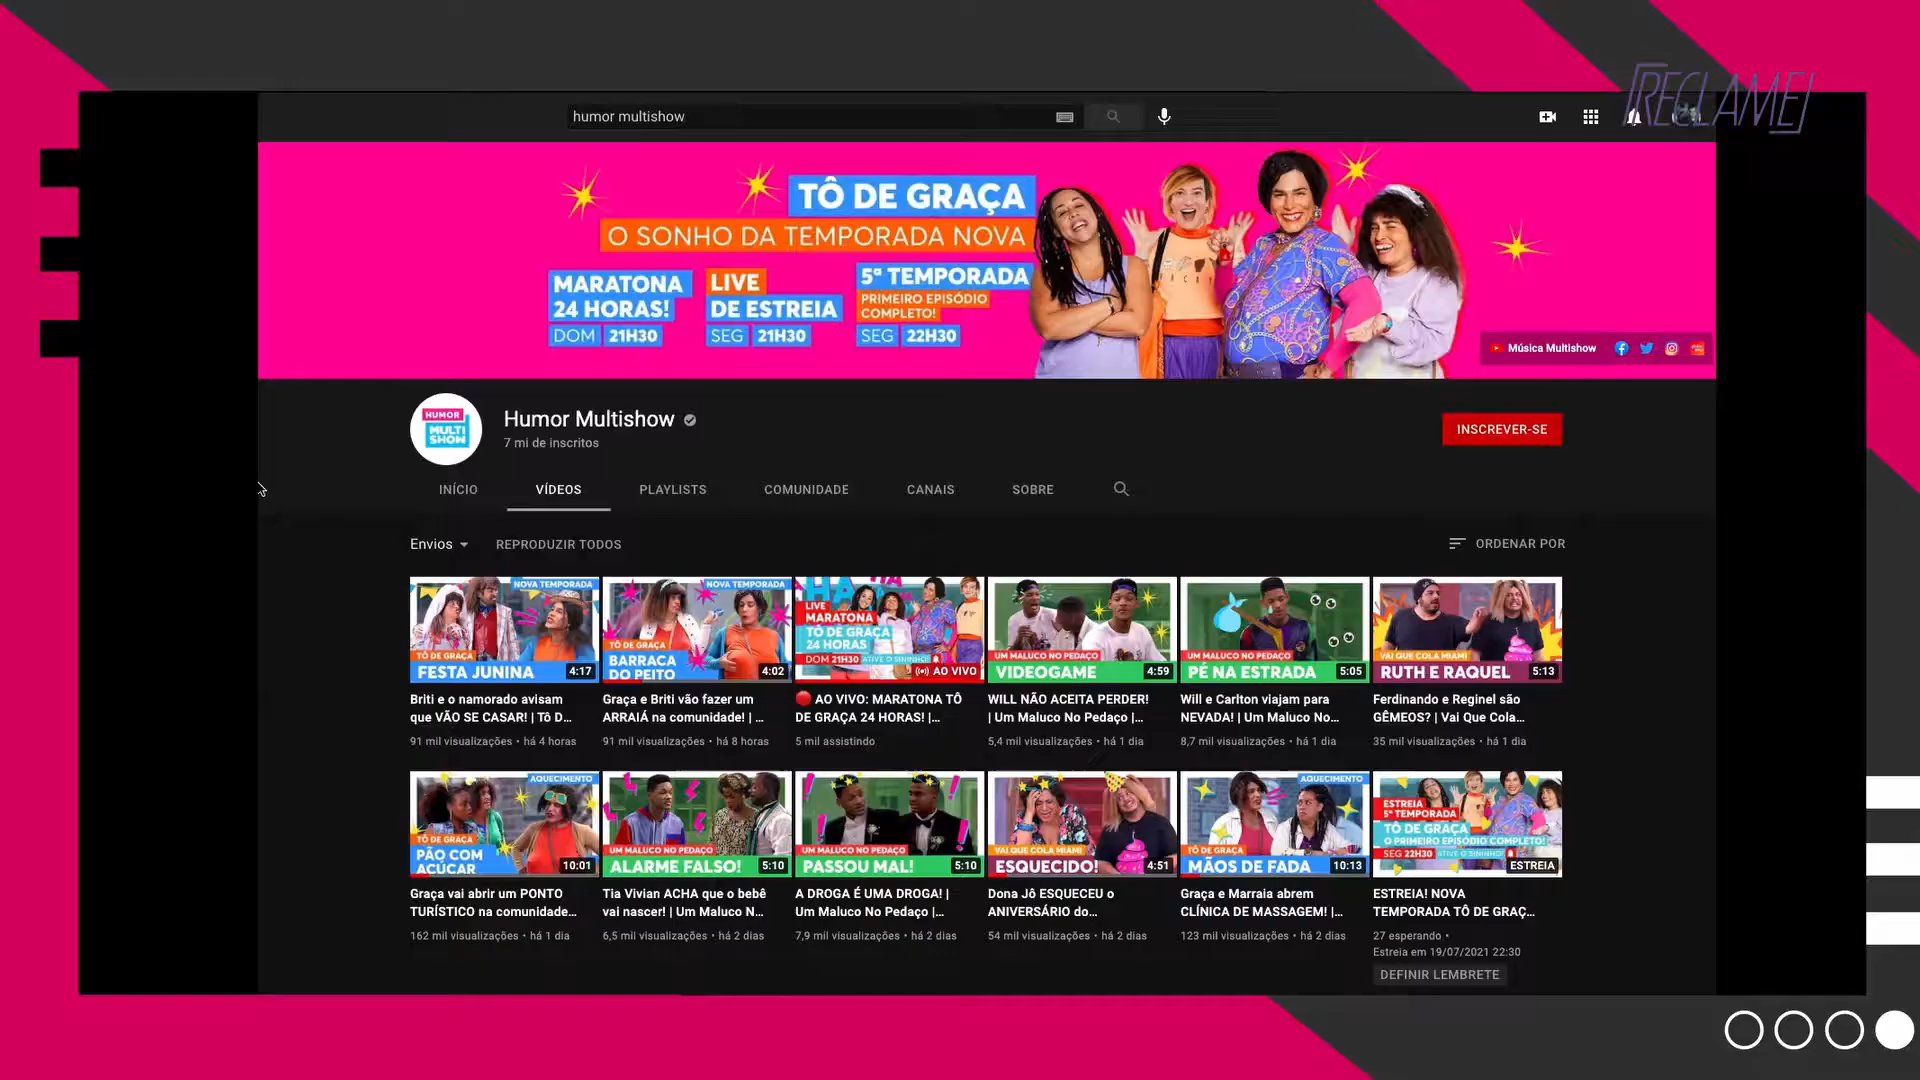 [RECLAME]
humor multishow
TÔ DE GRAÇA
O SONHO DA TEMPORADA NOVA
MARATONA
24 HORAS!
DOM 21H30
LIVE
DE ESTREIA
SEG 21H30
5ª TEMPORADA
PRIMEIRO EPISÓDIO
COMPLETO!
SEG 22H30
Música Multishow
HUMOR
MULTI
SHOW
Humor Multishow
7 mi de inscritos
INSCREVER-SE
INÍCIO
VÍDEOS
PLAYLISTS
COMUNIDADE
CANAIS
SOBRE
Envios
REPRODUZIR TODOS
ORDENAR POR
NOVA TEMPORADA
TÔ DE GRAÇA
FESTA JUNINA
4:17
Briti e o namorado avisam
que VÃO SE CASAR! | Tô D...
91 mil visualizações • há 4 horas
NOVA TEMPORADA
TÔ DE GRAÇA
BARRACA
DO PEITO
4:02
Graça e Briti vão fazer um
ARRAIÁ na comunidade! | ...
91 mil visualizações • há 8 horas
HA HA
LIVE
MARATONA
TÔ DE GRAÇA
24 HORAS
DOM 21H30 ATIVE O SININHO!
AO VIVO
AO VIVO: MARATONA TÔ
DE GRAÇA 24 HORAS! |...
5 mil assistindo
UM MALUCO NO PEDAÇO
VIDEOGAME
4:59
WILL NÃO ACEITA PERDER!
| Um Maluco No Pedaço |...
5,4 mil visualizações • há 1 dia
UM MALUCO NO PEDAÇO
PÉ NA ESTRADA
5:05
Will e Carlton viajam para
NEVADA! | Um Maluco No...
8,7 mil visualizações • há 1 dia
VAI QUE COLA MIAMI
RUTH E RAQUEL
5:13
Ferdinando e Reginel são
GÊMEOS? | Vai Que Cola...
35 mil visualizações • há 1 dia
AQUECIMENTO
TÔ DE GRAÇA
PÃO COM
AÇÚCAR
10:01
Graça vai abrir um PONTO
TURÍSTICO na comunidade...
162 mil visualizações • há 1 dia
UM MALUCO NO PEDAÇO
ALARME FALSO!
5:10
Tia Vivian ACHA que o bebê
vai nascer! | Um Maluco N...
6,5 mil visualizações • há 2 dias
UM MALUCO NO PEDAÇO
PASSOU MAL!
5:10
A DROGA É UMA DROGA! |
Um Maluco No Pedaço |...
7,9 mil visualizações • há 2 dias
VAI QUE COLA MIAMI
ESQUECIDO!
4:51
Dona Jô ESQUECEU o
ANIVERSÁRIO do...
54 mil visualizações • há 2 dias
AQUECIMENTO
TÔ DE GRAÇA
MÃOS DE FADA
10:13
Graça e Marraia abrem
CLÍNICA DE MASSAGEM! |...
123 mil visualizações • há 2 dias
ESTREIA
5ª TEMPORADA
TÔ DE GRAÇA
O PRIMEIRO EPISÓDIO COMPLETO!
SEG 22H30 ATIVE O SININHO!
ESTREIA
ESTREIA! NOVA
TEMPORADA TÔ DE GRAÇ...
27 esperando •
Estreia em 19/07/2021 22:30
DEFINIR LEMBRETE